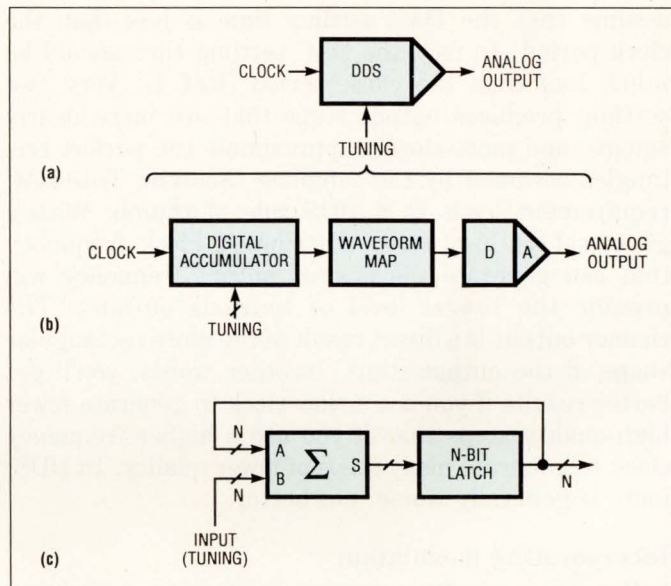 CLOCK DDS ANALOG OUTPUT
TUNING
(a)
CLOCK DIGITAL ACCUMULATOR WAVEFORM MAP D A ANALOG OUTPUT
(b) TUNING
N A
N B Σ S N-BIT LATCH N
INPUT
(TUNING)
(c)